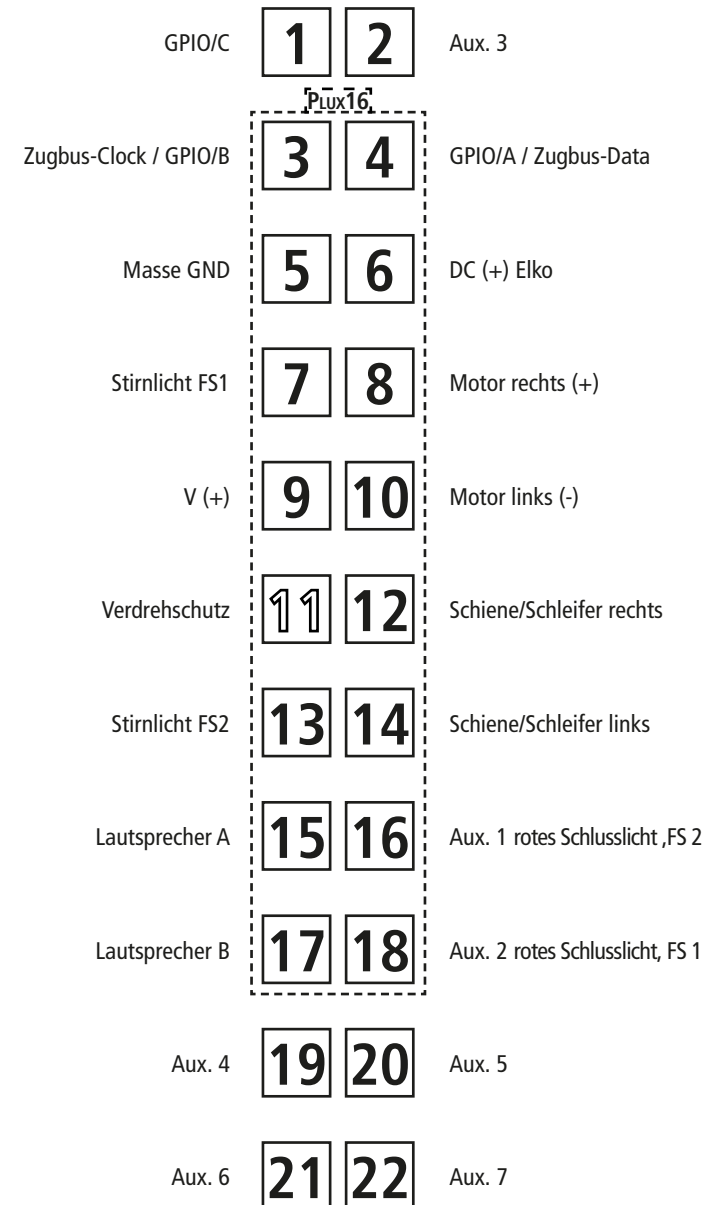 GPIO/C 1 2 Aux. 3
PLUX16
Zugbus-Clock / GPIO/B 3 4 GPIO/A / Zugbus-Data
Masse GND 5 6 DC (+) Elko
Stirnlicht FS1 7 8 Motor rechts (+)
V (+) 9 10 Motor links (-)
Verdrehschutz 11 12 Schiene/Schleifer rechts
Stirnlicht FS2 13 14 Schiene/Schleifer links
Lautsprecher A 15 16 Aux. 1 rotes Schlusslicht ,FS 2
Lautsprecher B 17 18 Aux. 2 rotes Schlusslicht, FS 1
Aux. 4 19 20 Aux. 5
Aux. 6 21 22 Aux. 7